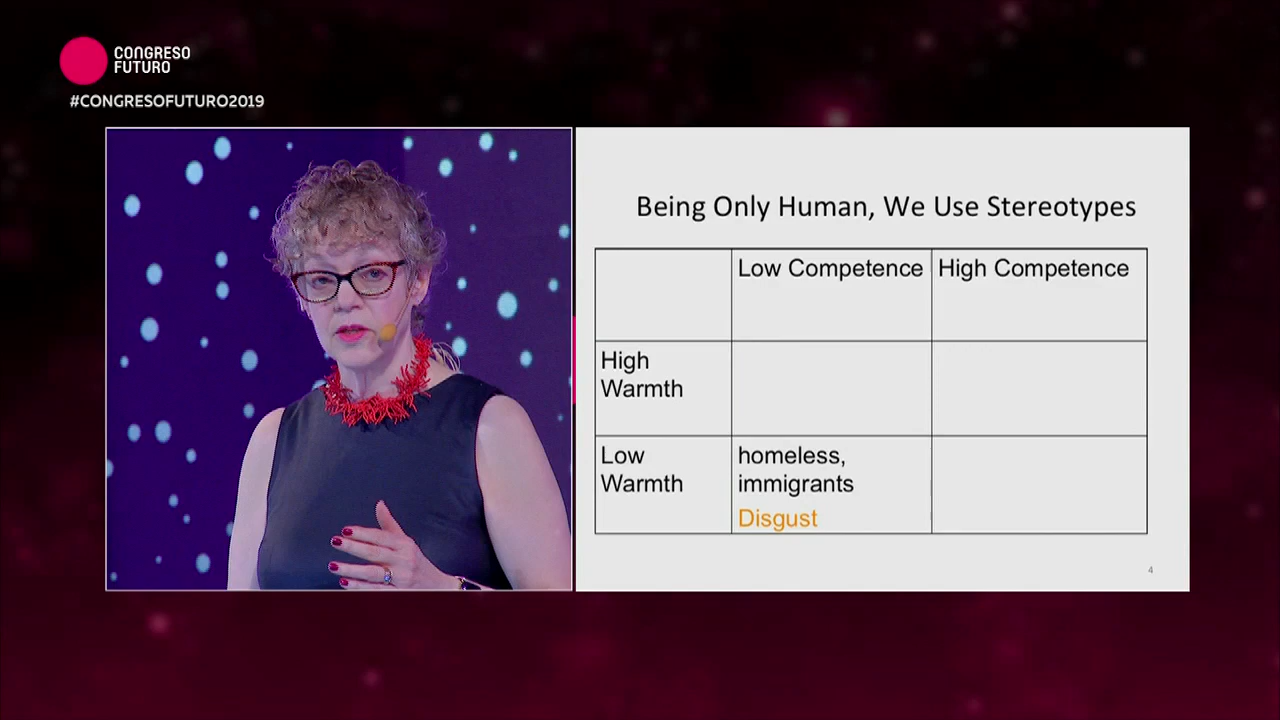 CONGRESO
FUTURO
#CONGRESOFUTURO2019
Being Only Human, We Use Stereotypes
Low Competence
High Competence
High
Warmth
Low
Warmth
homeless,
immigrants
Disgust
4